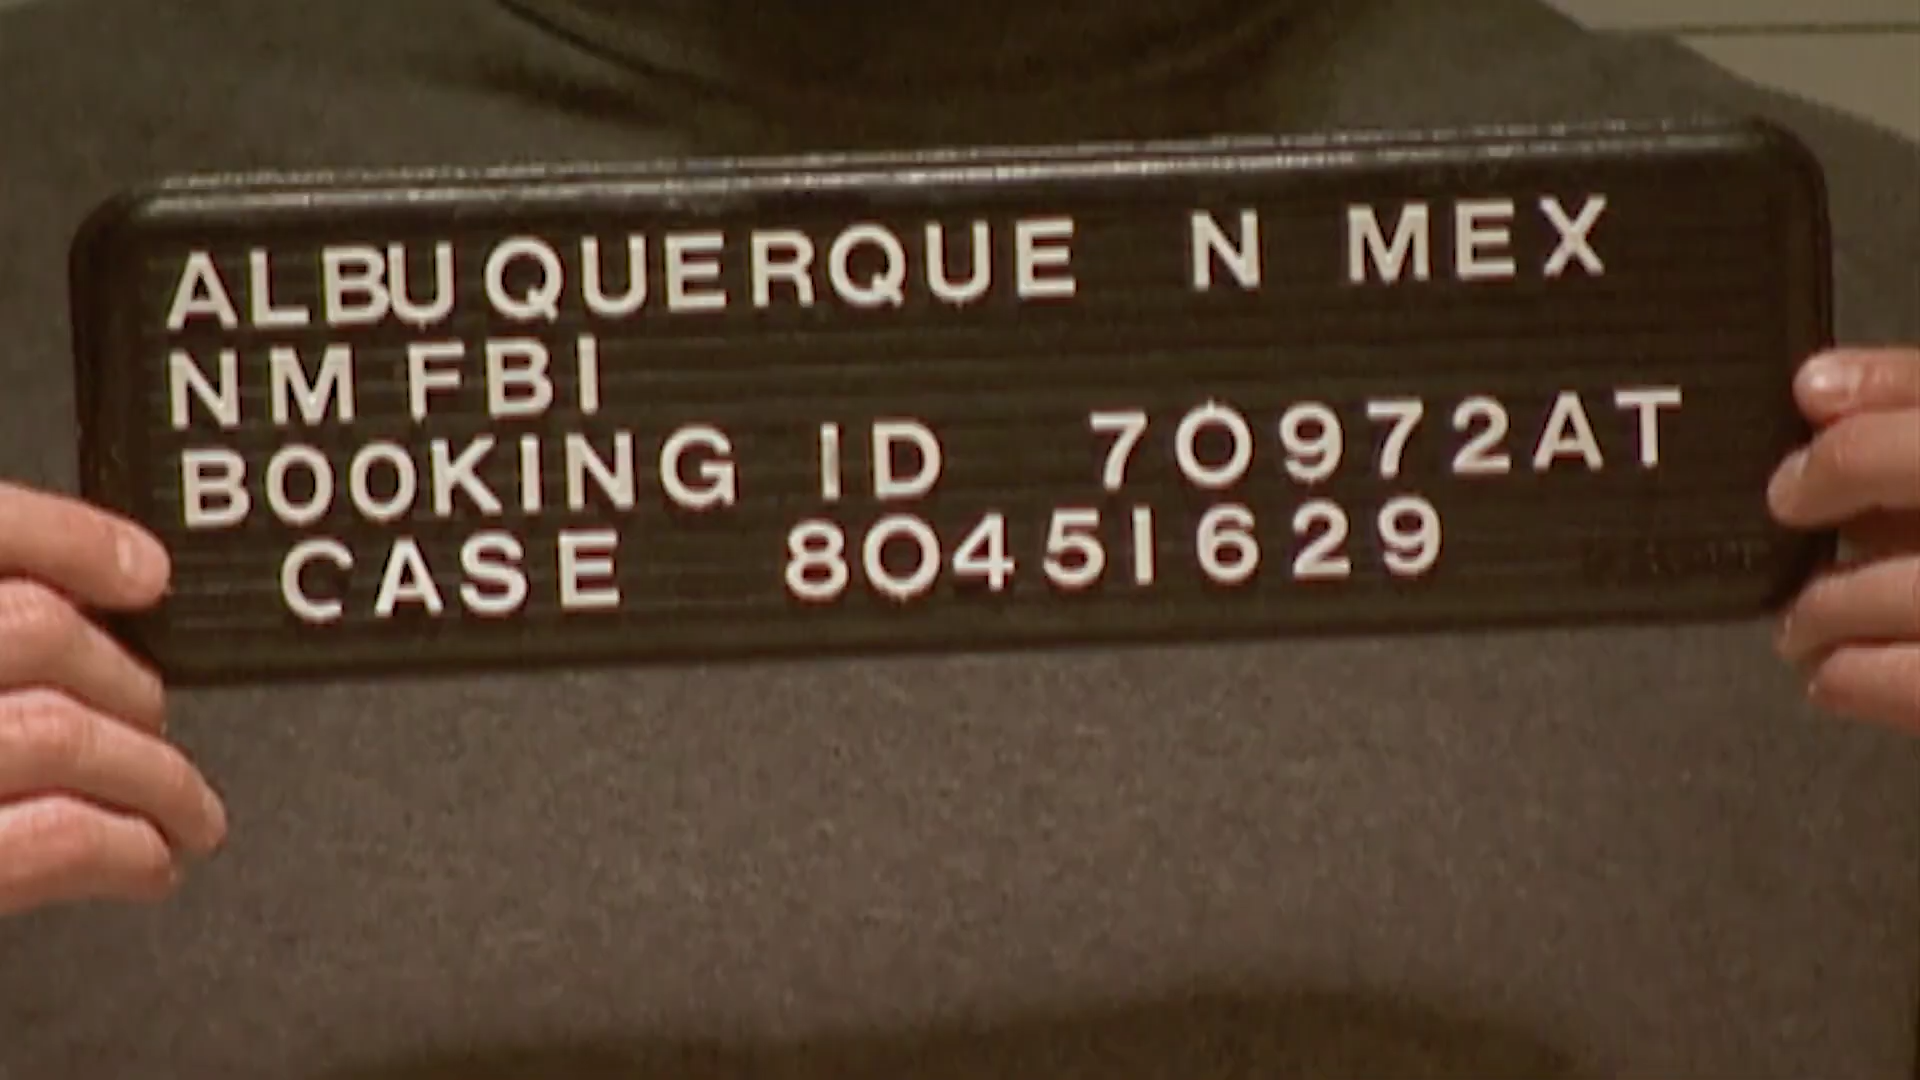 ALBUQUERQUE N MEX
NM FBI
BOOKING ID 70972AT
CASE 80451629